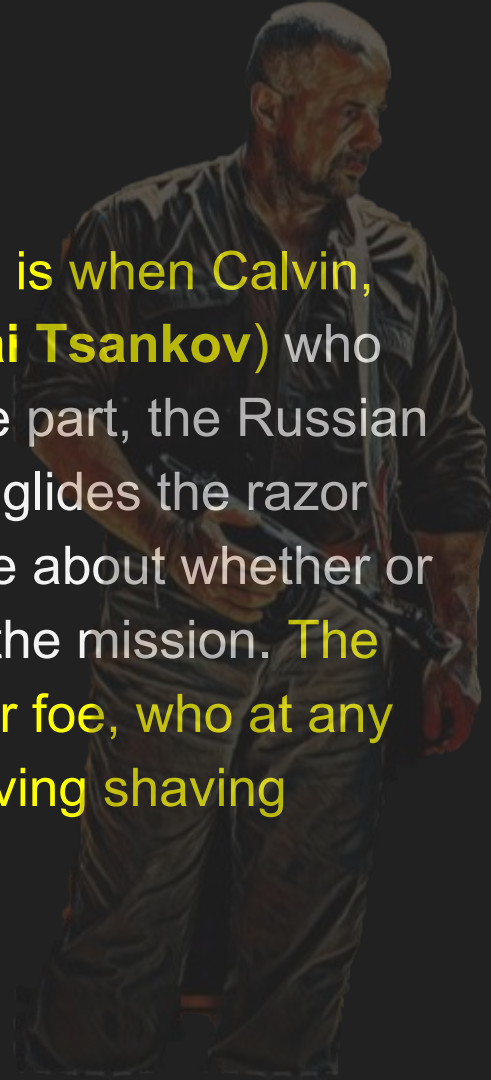 is when Calvin,
ai Tsankov) who
e part, the Russian
glides the razor
e about whether or
the mission. The
r foe, who at any
ving shaving